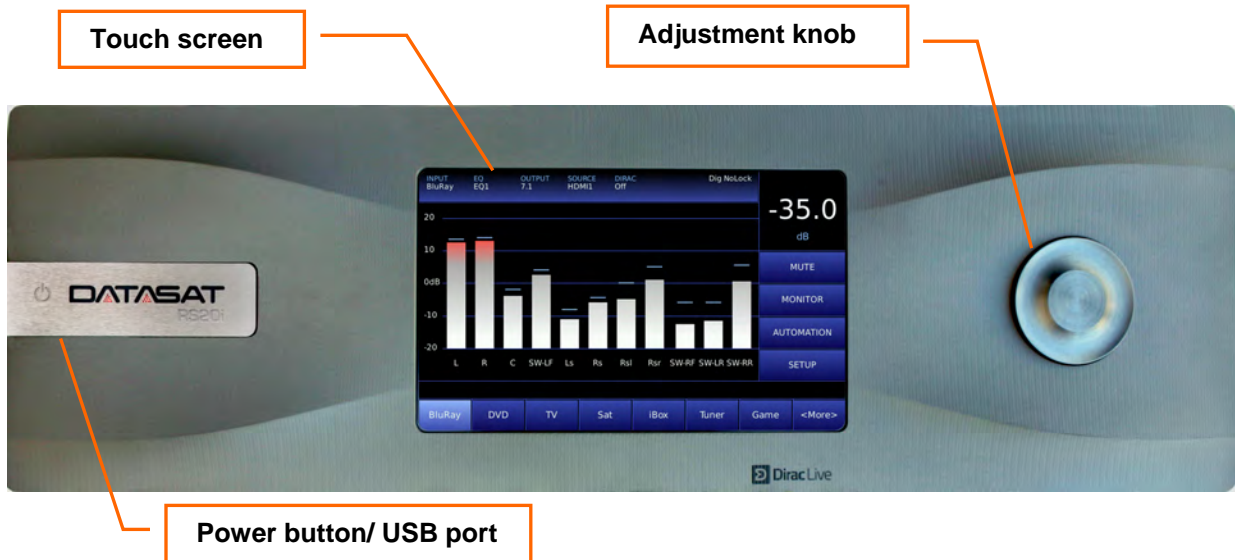 Touch screen
Adjustment knob
INPUT EQ OUTPUT SOURCE DIRAC Dig NoLock
BluRay EQ1 7.1 HDMI1 Off
-35.0
dB
20
10
0dB
-10
-20
L R C SW-LF Ls Rs Rsl Rsr SW-RF SW-LR SW-RR
MUTE
MONITOR
AUTOMATION
SETUP
BluRay DVD TV Sat iBox Tuner Game <More>
DATASAT
RS20i
Dirac Live
Power button/ USB port